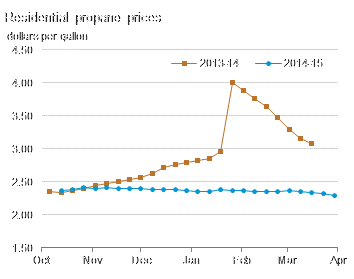 Residential propane prices
dollars per gallon
2013-14 2014-15
4.50
4.00
3.50
3.00
2.50
2.00
1.50
Oct Nov Dec Jan Feb Mar Apr